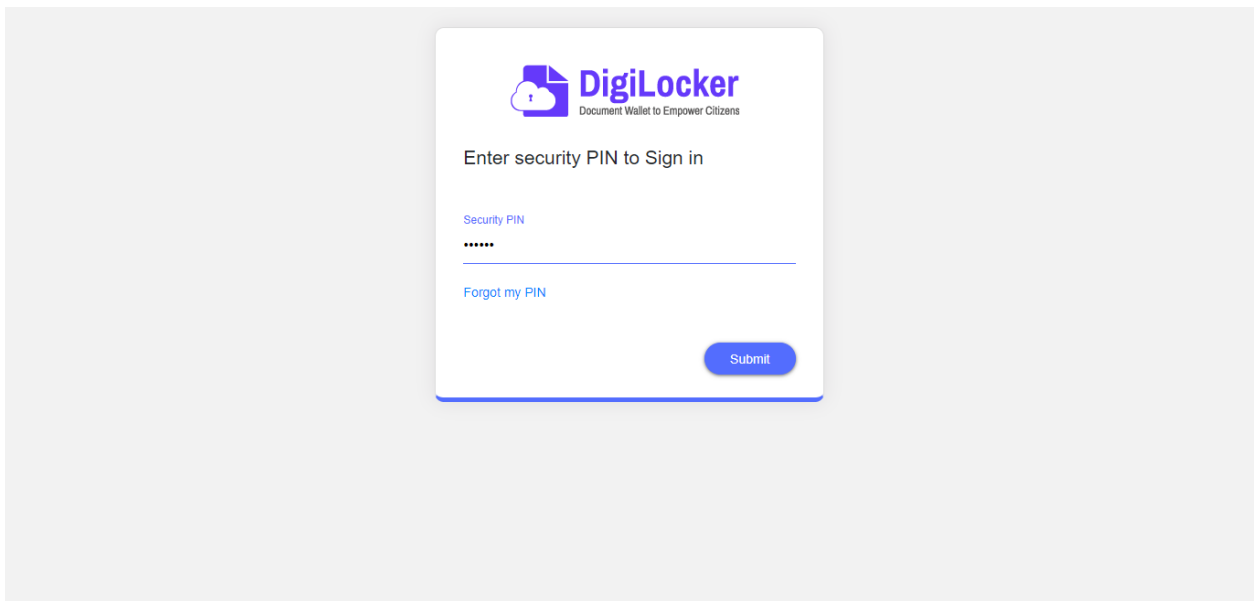 DigiLocker
Document Wallet to Empower Citizens
Enter security PIN to Sign in
Security PIN
••••••
Forgot my PIN
Submit